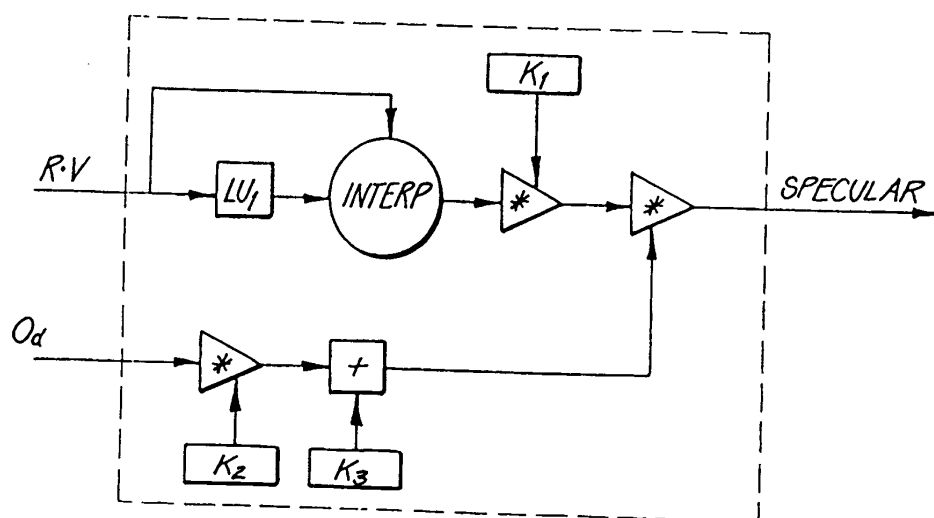 K₁
R·V
LU₁
INTERP
*
*
SPECULAR
O𝑑
*
+
K₂
K₃